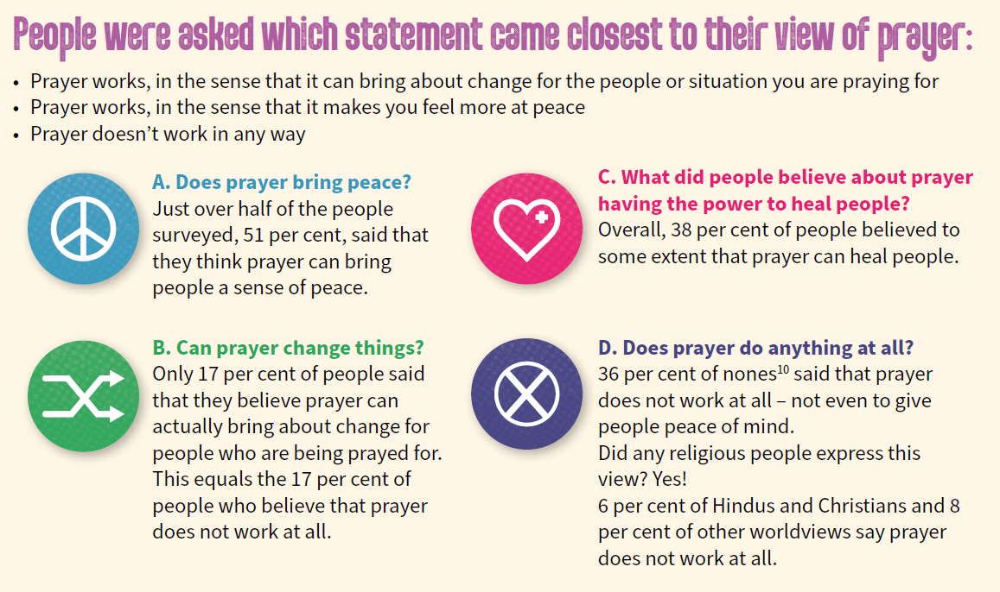 People were asked which statement came closest to their view of prayer:
• Prayer works, in the sense that it can bring about change for the people or situation you are praying for
• Prayer works, in the sense that it makes you feel more at peace
• Prayer doesn’t work in any way
A. Does prayer bring peace?
Just over half of the people
surveyed, 51 per cent, said that
they think prayer can bring
people a sense of peace.
B. Can prayer change things?
Only 17 per cent of people said
that they believe prayer can
actually bring about change for
people who are being prayed for.
This equals the 17 per cent of
people who believe that prayer
does not work at all.
C. What did people believe about prayer
having the power to heal people?
Overall, 38 per cent of people believed to
some extent that prayer can heal people.
D. Does prayer do anything at all?
36 per cent of nones¹⁰ said that prayer
does not work at all – not even to give
people peace of mind.
Did any religious people express this
view? Yes!
6 per cent of Hindus and Christians and 8
per cent of other worldviews say prayer
does not work at all.